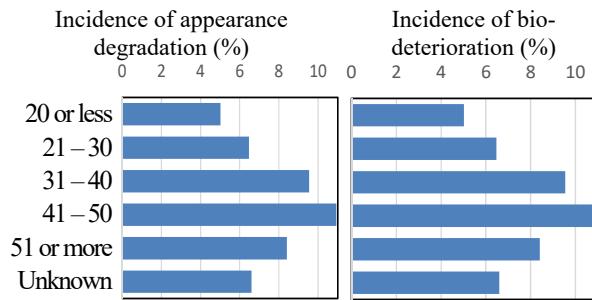 Incidence of appearance
degradation (%)
0 2 4 6 8 10
Incidence of bio-
deterioration (%)
0 2 4 6 8 10
20 or less
21 – 30
31 – 40
41 – 50
51 or more
Unknown